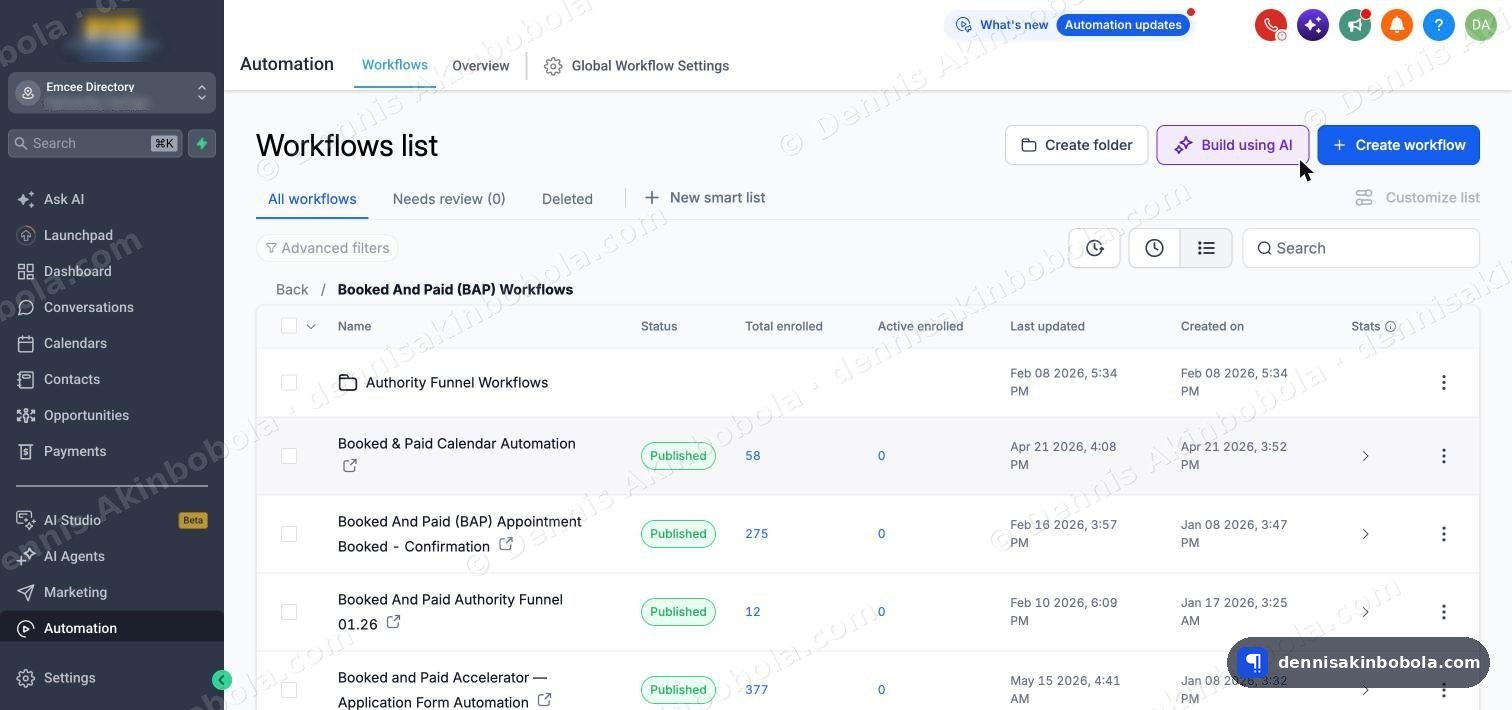 What's new
Automation updates
DA
Automation
Workflows
Overview
Global Workflow Settings
Emcee Directory
Search
⌘K
Ask AI
Launchpad
Dashboard
Conversations
Calendars
Contacts
Opportunities
Payments
AI Studio
Beta
AI Agents
Marketing
Automation
Settings
Workflows list
Create folder
Build using AI
+ Create workflow
All workflows
Needs review (0)
Deleted
+ New smart list
Customize list
Advanced filters
Search
Back / Booked And Paid (BAP) Workflows
Name Status Total enrolled Active enrolled Last updated Created on Stats
Authority Funnel Workflows
Feb 08 2026, 5:34
PM
Feb 08 2026, 5:34
PM
Booked & Paid Calendar Automation
Published
58
0
Apr 21 2026, 4:08
PM
Apr 21 2026, 3:52
PM
Booked And Paid (BAP) Appointment
Booked - Confirmation
Published
275
0
Feb 16 2026, 3:57
PM
Jan 08 2026, 3:47
PM
Booked And Paid Authority Funnel
01.26
Published
12
0
Feb 10 2026, 6:09
PM
Jan 17 2026, 3:25
AM
Booked and Paid Accelerator —
Application Form Automation
Published
377
0
May 15 2026, 4:41
AM
Jan 08 2026, 3:32
PM
dennisakinbobola.com
© Dennis Akinbobola · dennisakinbobola.com